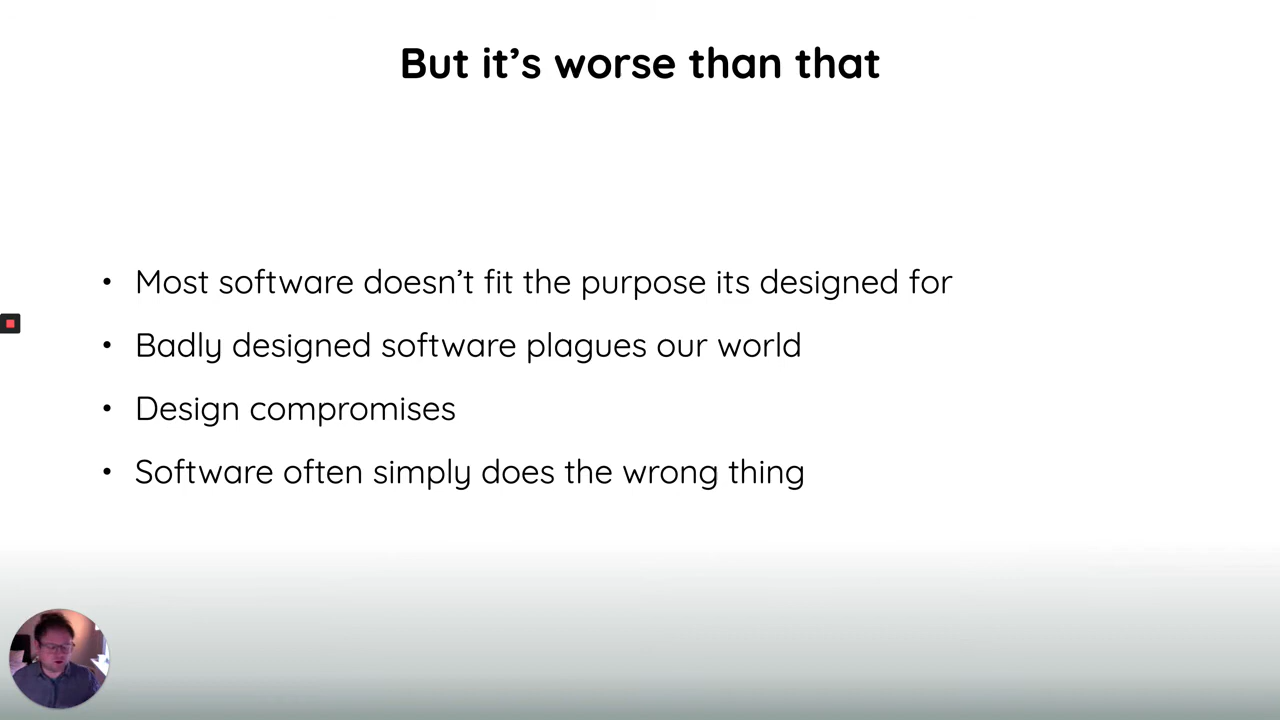 But it’s worse than that
• Most software doesn’t fit the purpose its designed for
• Badly designed software plagues our world
• Design compromises
• Software often simply does the wrong thing